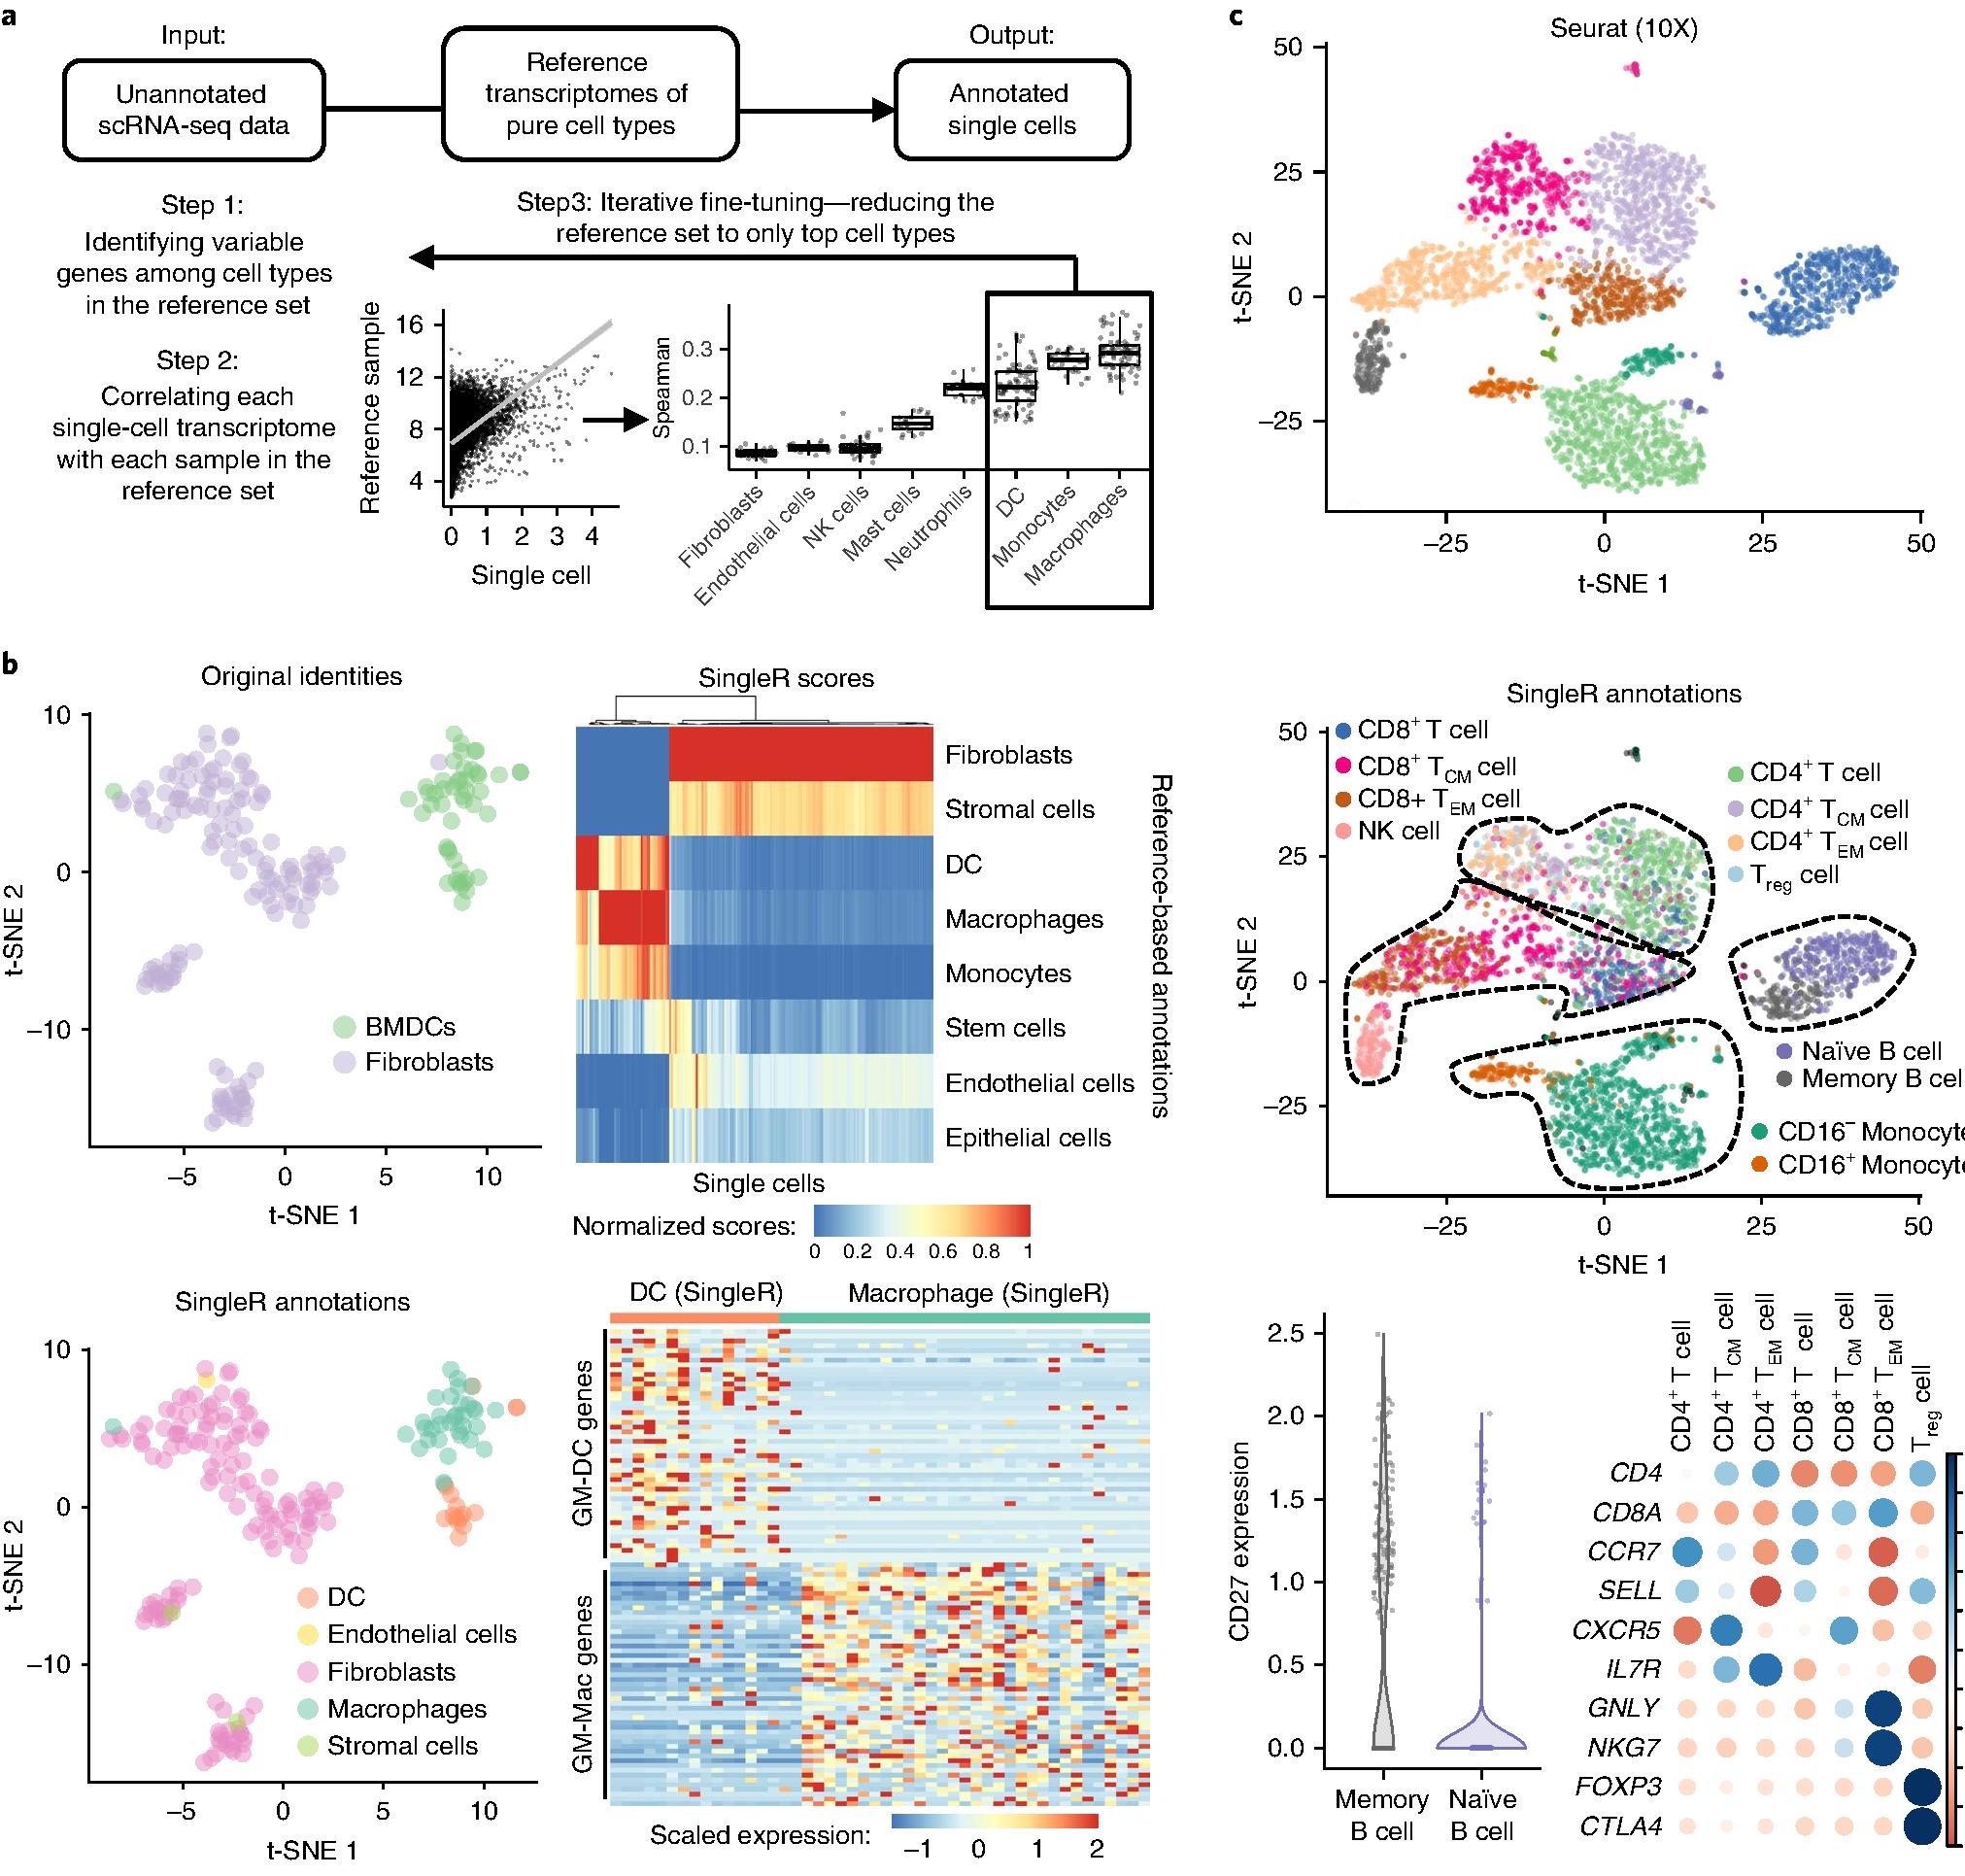 a
Input:
Unannotated
scRNA-seq data
Reference
transcriptomes of
pure cell types
Output:
Annotated
single cells
Step 1:
Identifying variable
genes among cell types
in the reference set
Step 2:
Correlating each
single-cell transcriptome
with each sample in the
reference set
Step3: Iterative fine-tuning—reducing the
reference set to only top cell types
Reference sample
16
12
8
4
0 1 2 3 4
Single cell
Spearman
0.3
0.2
0.1
Fibroblasts
Endothelial cells
NK cells
Mast cells
Neutrophils
DC
Monocytes
Macrophages
b
Original identities
10
0
−10
t-SNE 2
BMDCs
Fibroblasts
−5 0 5 10
t-SNE 1
SingleR scores
Fibroblasts
Stromal cells
DC
Macrophages
Monocytes
Stem cells
Endothelial cells
Epithelial cells
Reference-based annotations
Single cells
Normalized scores:
0 0.2 0.4 0.6 0.8 1
SingleR annotations
10
0
−10
t-SNE 2
DC
Endothelial cells
Fibroblasts
Macrophages
Stromal cells
−5 0 5 10
t-SNE 1
DC (SingleR)
Macrophage (SingleR)
GM-DC genes
GM-Mac genes
Scaled expression:
−1 0 1 2
c
Seurat (10X)
50
25
0
−25
t-SNE 2
−25 0 25 50
t-SNE 1
SingleR annotations
50
25
0
−25
t-SNE 2
CD8+ T cell
CD8+ TCM cell
CD8+ TEM cell
NK cell
CD4+ T cell
CD4+ TCM cell
CD4+ TEM cell
Treg cell
Naïve B cell
Memory B cel
CD16− Monocyte
CD16+ Monocyte
−25 0 25 50
t-SNE 1
CD27 expression
2.5
2.0
1.5
1.0
0.5
0.0
Memory
B cell
Naïve
B cell
CD4+ T cell
CD4+ TCM cell
CD4+ TEM cell
CD8+ T cell
CD8+ TCM cell
CD8+ TEM cell
Treg cell
CD4
CD8A
CCR7
SELL
CXCR5
IL7R
GNLY
NKG7
FOXP3
CTLA4